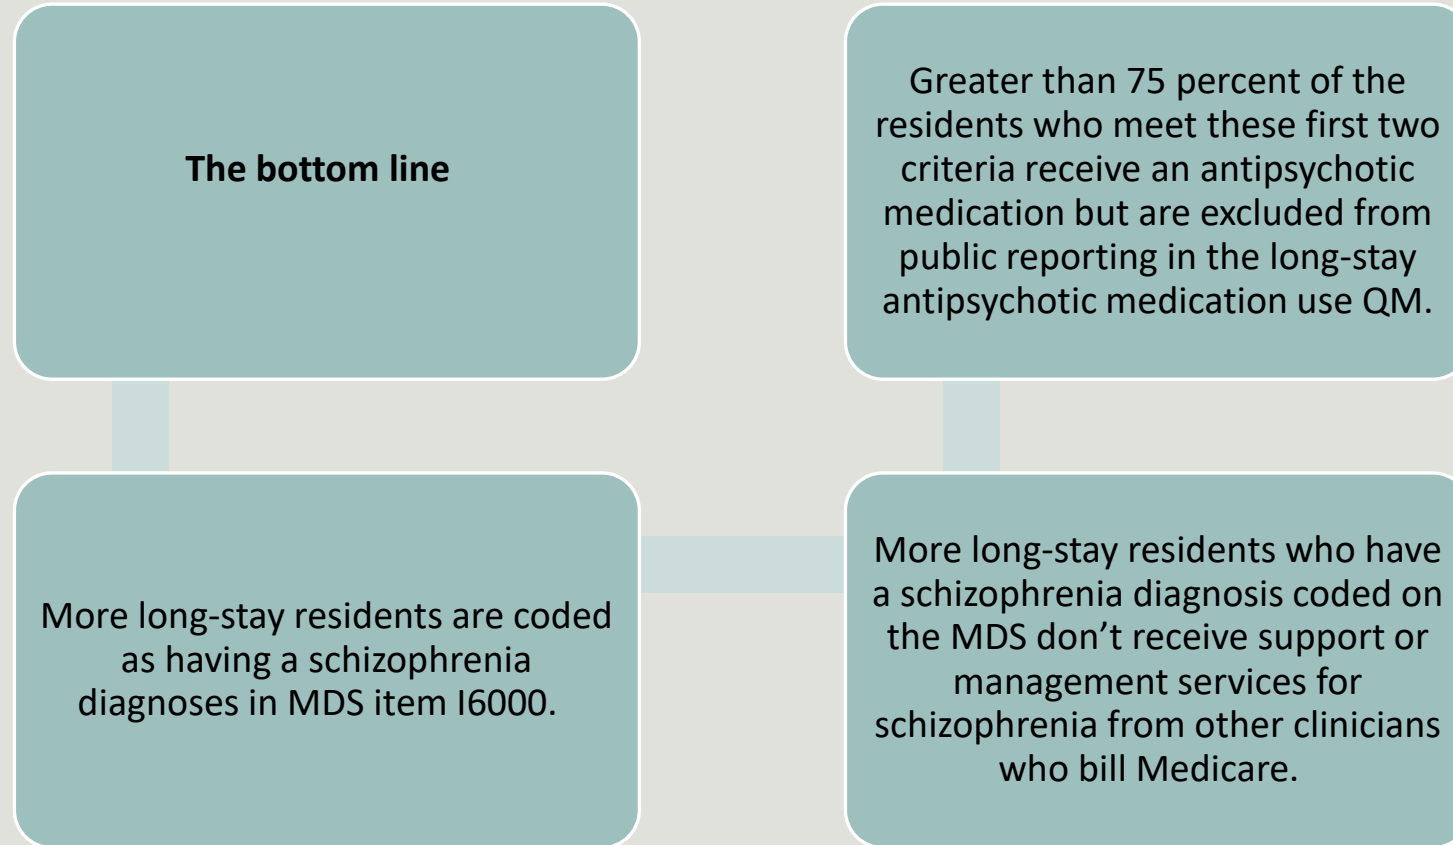 The bottom line
More long-stay residents are coded
as having a schizophrenia
diagnoses in MDS item I6000.
More long-stay residents who have
a schizophrenia diagnosis coded on
the MDS don’t receive support or
management services for
schizophrenia from other clinicians
who bill Medicare.
Greater than 75 percent of the
residents who meet these first two
criteria receive an antipsychotic
medication but are excluded from
public reporting in the long-stay
antipsychotic medication use QM.